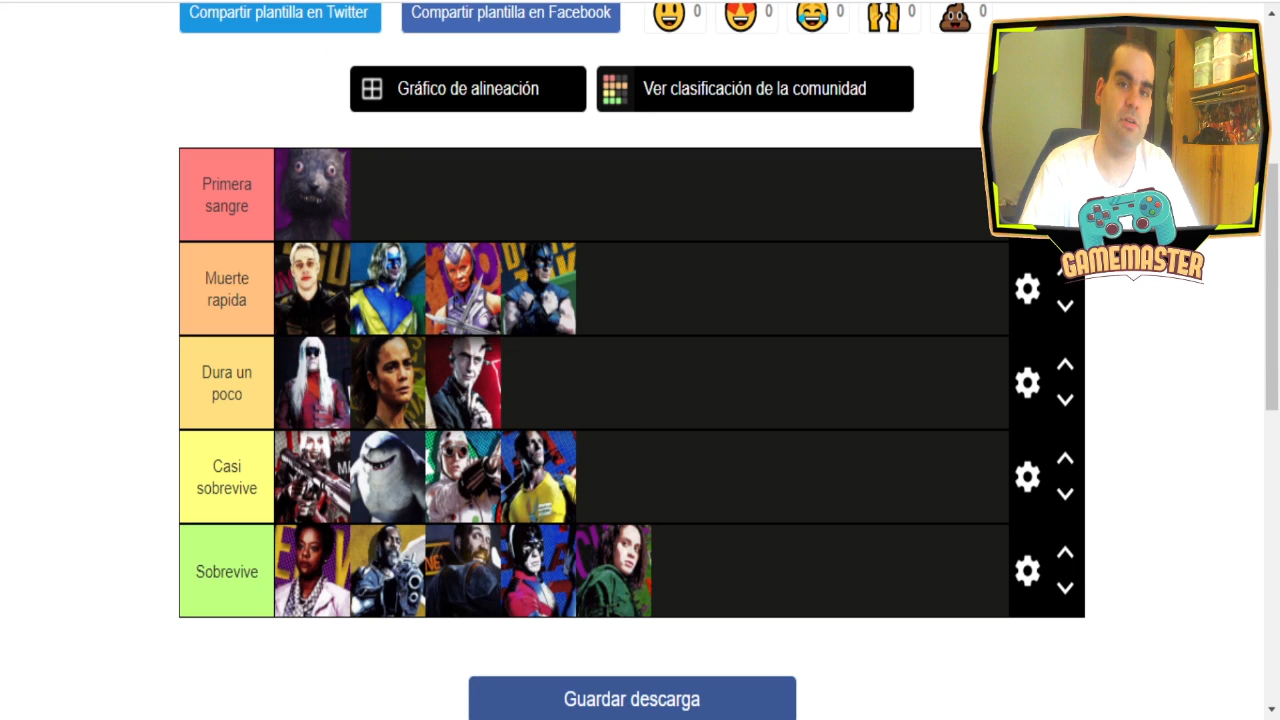 Compartir plantilla en Twitter
Compartir plantilla en Facebook
0
0
0
0
0
Gráfico de alineación
Ver clasificación de la comunidad
GAMEMASTER
Primera
sangre
Muerte
rapida
Dura un
poco
Casi
sobrevive
Sobrevive
Guardar descarga